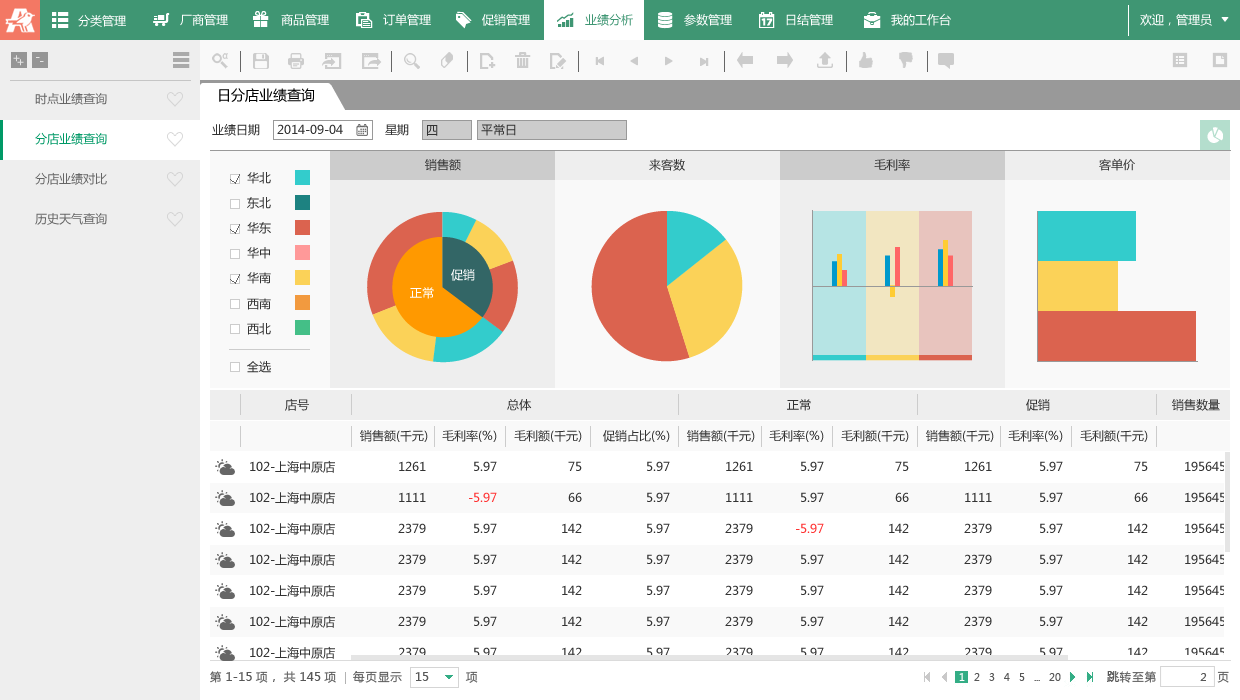 分类管理 厂商管理 商品管理 订单管理 促销管理 业绩分析 参数管理 日结管理 我的工作台 欢迎，管理员
时点业绩查询
分店业绩查询
分店业绩对比
历史天气查询
日分店业绩查询
业绩日期 2014-09-04 星期 四 平常日
华北
东北
华东
华中
华南
西南
西北
全选
销售额 来客数 毛利率 客单价
促销
正常
店号 总体 正常 促销 销售数量
销售额(千元) 毛利率(%) 毛利额(千元) 促销占比(%) 销售额(千元) 毛利率(%) 毛利额(千元) 销售额(千元) 毛利率(%) 毛利额(千元)
102-上海中原店 1261 5.97 75 5.97 1261 5.97 75 1261 5.97 75 195645
102-上海中原店 1111 -5.97 66 5.97 1111 5.97 66 1111 5.97 66 195645
102-上海中原店 2379 5.97 142 5.97 2379 -5.97 142 2379 5.97 142 195645
102-上海中原店 2379 5.97 142 5.97 2379 5.97 142 2379 5.97 142 195645
102-上海中原店 2379 5.97 142 5.97 2379 5.97 142 2379 5.97 142 195645
102-上海中原店 2379 5.97 142 5.97 2379 5.97 142 2379 5.97 142 195645
102-上海中原店 2379 5.97 142 5.97 2379 5.97 142 2379 5.97 142 195645
第 1-15 项， 共 145 项 | 每页显示 15 项 1 2 3 4 5 ... 20 跳转至第 2 页